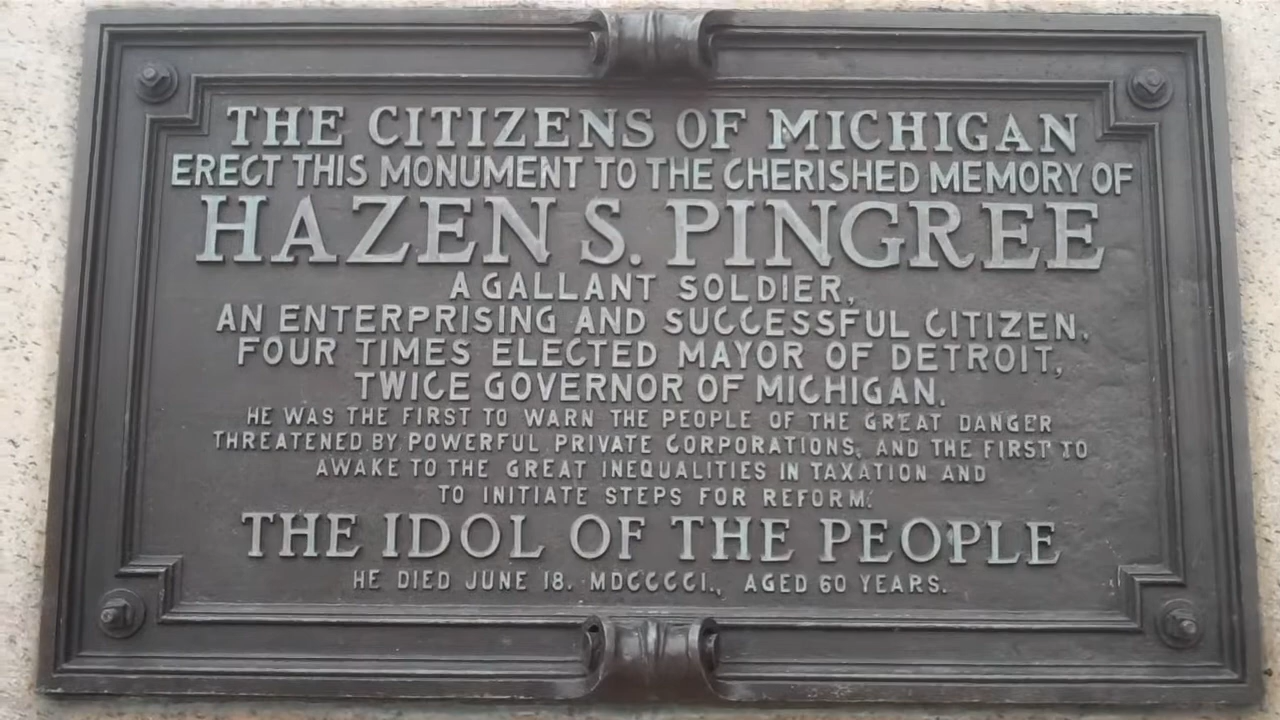 THE CITIZENS OF MICHIGAN
ERECT THIS MONUMENT TO THE CHERISHED MEMORY OF
HAZEN S. PINGREE
A GALLANT SOLDIER,
AN ENTERPRISING AND SUCCESSFUL CITIZEN,
FOUR TIMES ELECTED MAYOR OF DETROIT,
TWICE GOVERNOR OF MICHIGAN.
HE WAS THE FIRST TO WARN THE PEOPLE OF THE GREAT DANGER
THREATENED BY POWERFUL PRIVATE CORPORATIONS, AND THE FIRST TO
AWAKE TO THE GREAT INEQUALITIES IN TAXATION AND
TO INITIATE STEPS FOR REFORM.
THE IDOL OF THE PEOPLE
HE DIED JUNE 18. MDCCCCI., AGED 60 YEARS.